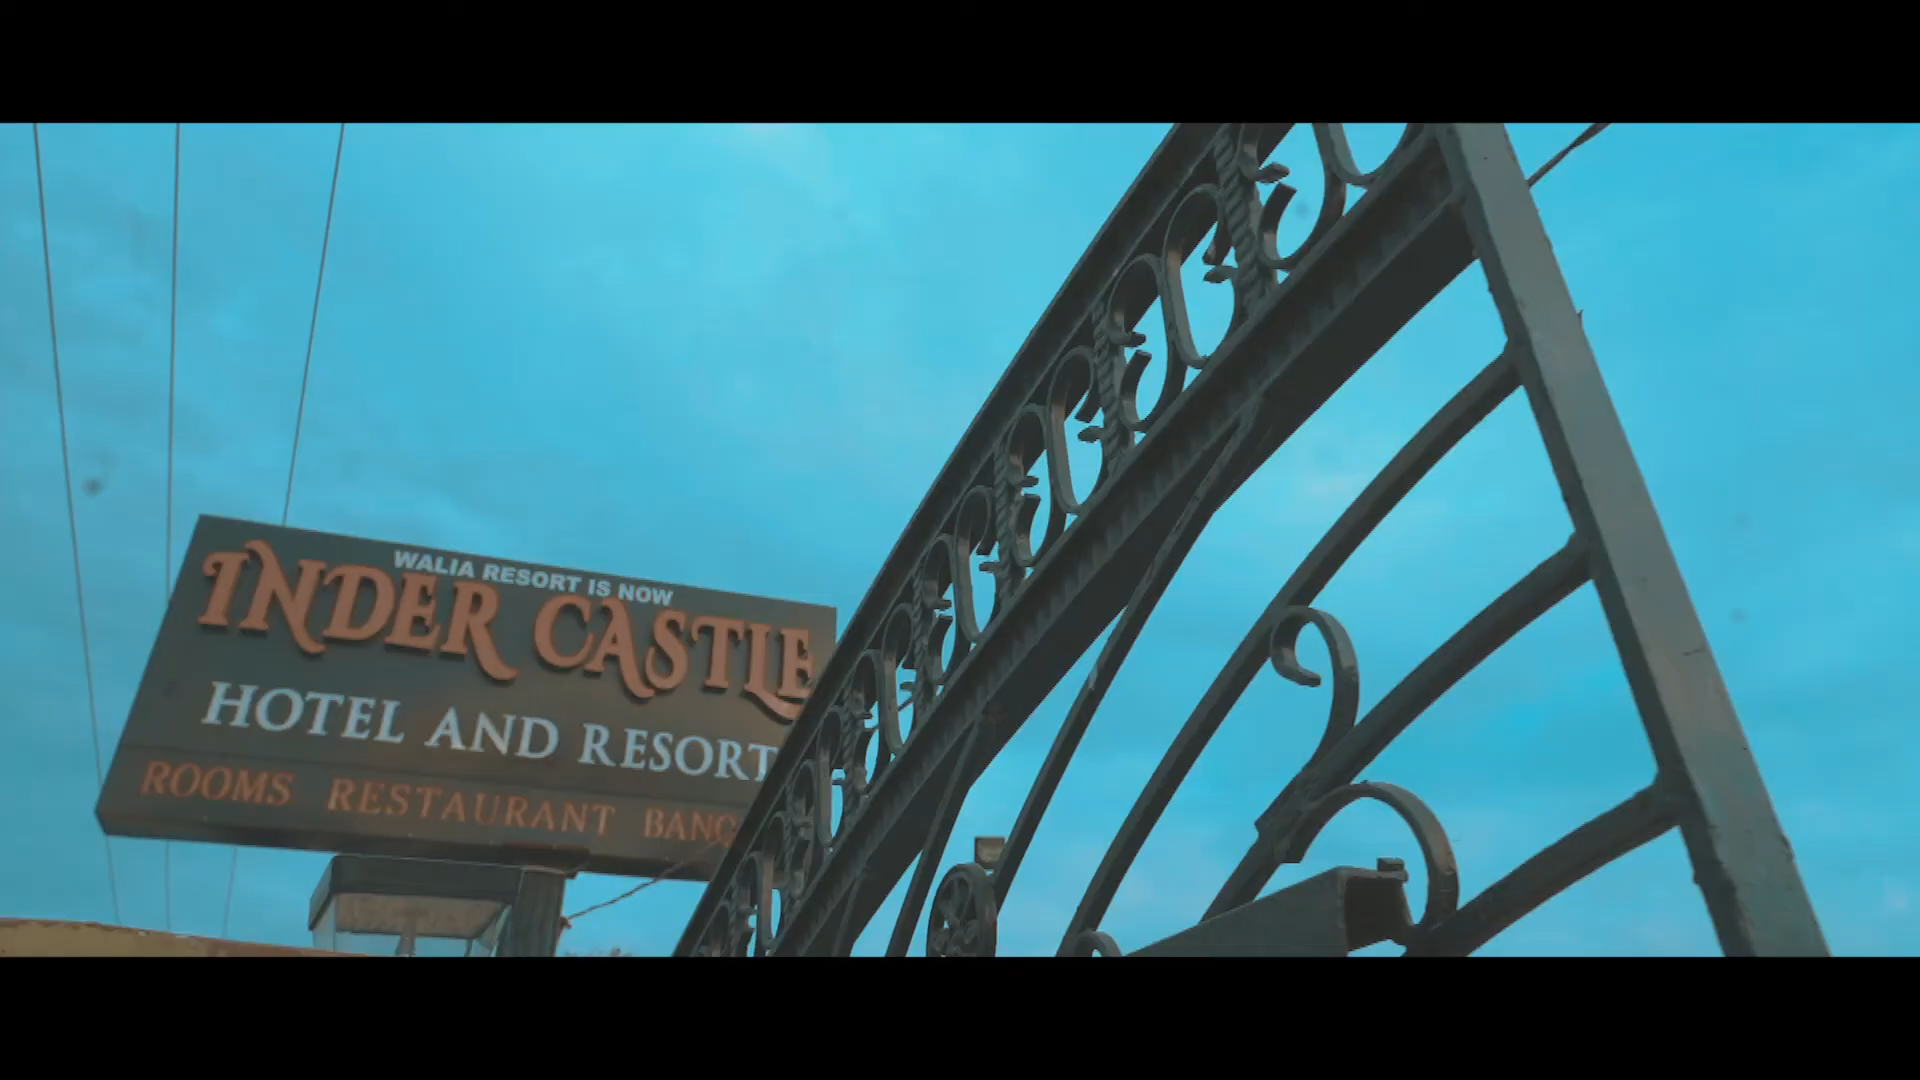 WALIA RESORT IS NOW
INDER CASTLE
HOTEL AND RESORT
ROOMS RESTAURANT